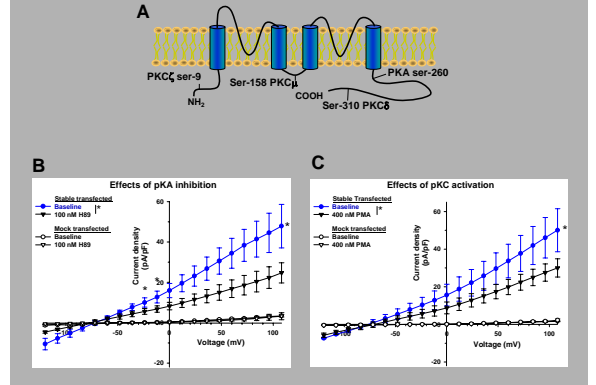 A
PKCζ ser-9
NH2
Ser-158 PKCμ
COOH
PKA ser-260
Ser-310 PKCδ
B
Effects of pKA inhibition
Stable transfected
Baseline
100 nM H89
*
Mock transfected
Baseline
100 nM H89
Current density
(pA/pF)
60
40
20
-20
-100
-50
0
50
100
Voltage (mV)
*
*
*
C
Effects of pKC activation
Stable Transfected
Baseline
400 nM PMA
*
Mock transfected
Baseline
400 nM PMA
Current density
(pA/pF)
60
40
20
-20
-50
0
50
100
Voltage (mV)
*